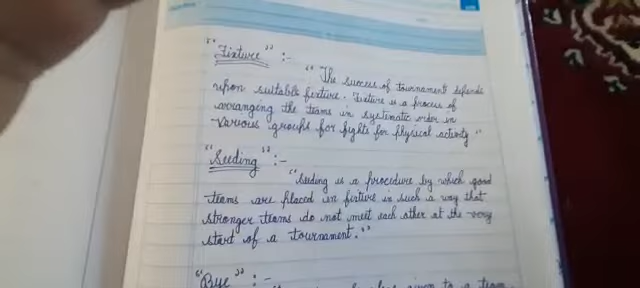 "Fixture" :-
"The success of tournament depends
upon suitable fixture. Fixture is a process of
arranging the teams in systematic order in
various groups for fights for physical activity"
"Seeding" :-
"Seeding is a procedure by which good
teams are placed in fixture in such a way that
stronger teams do not meet each other at the very
start of a tournament."
"Bye" :-
given to a team